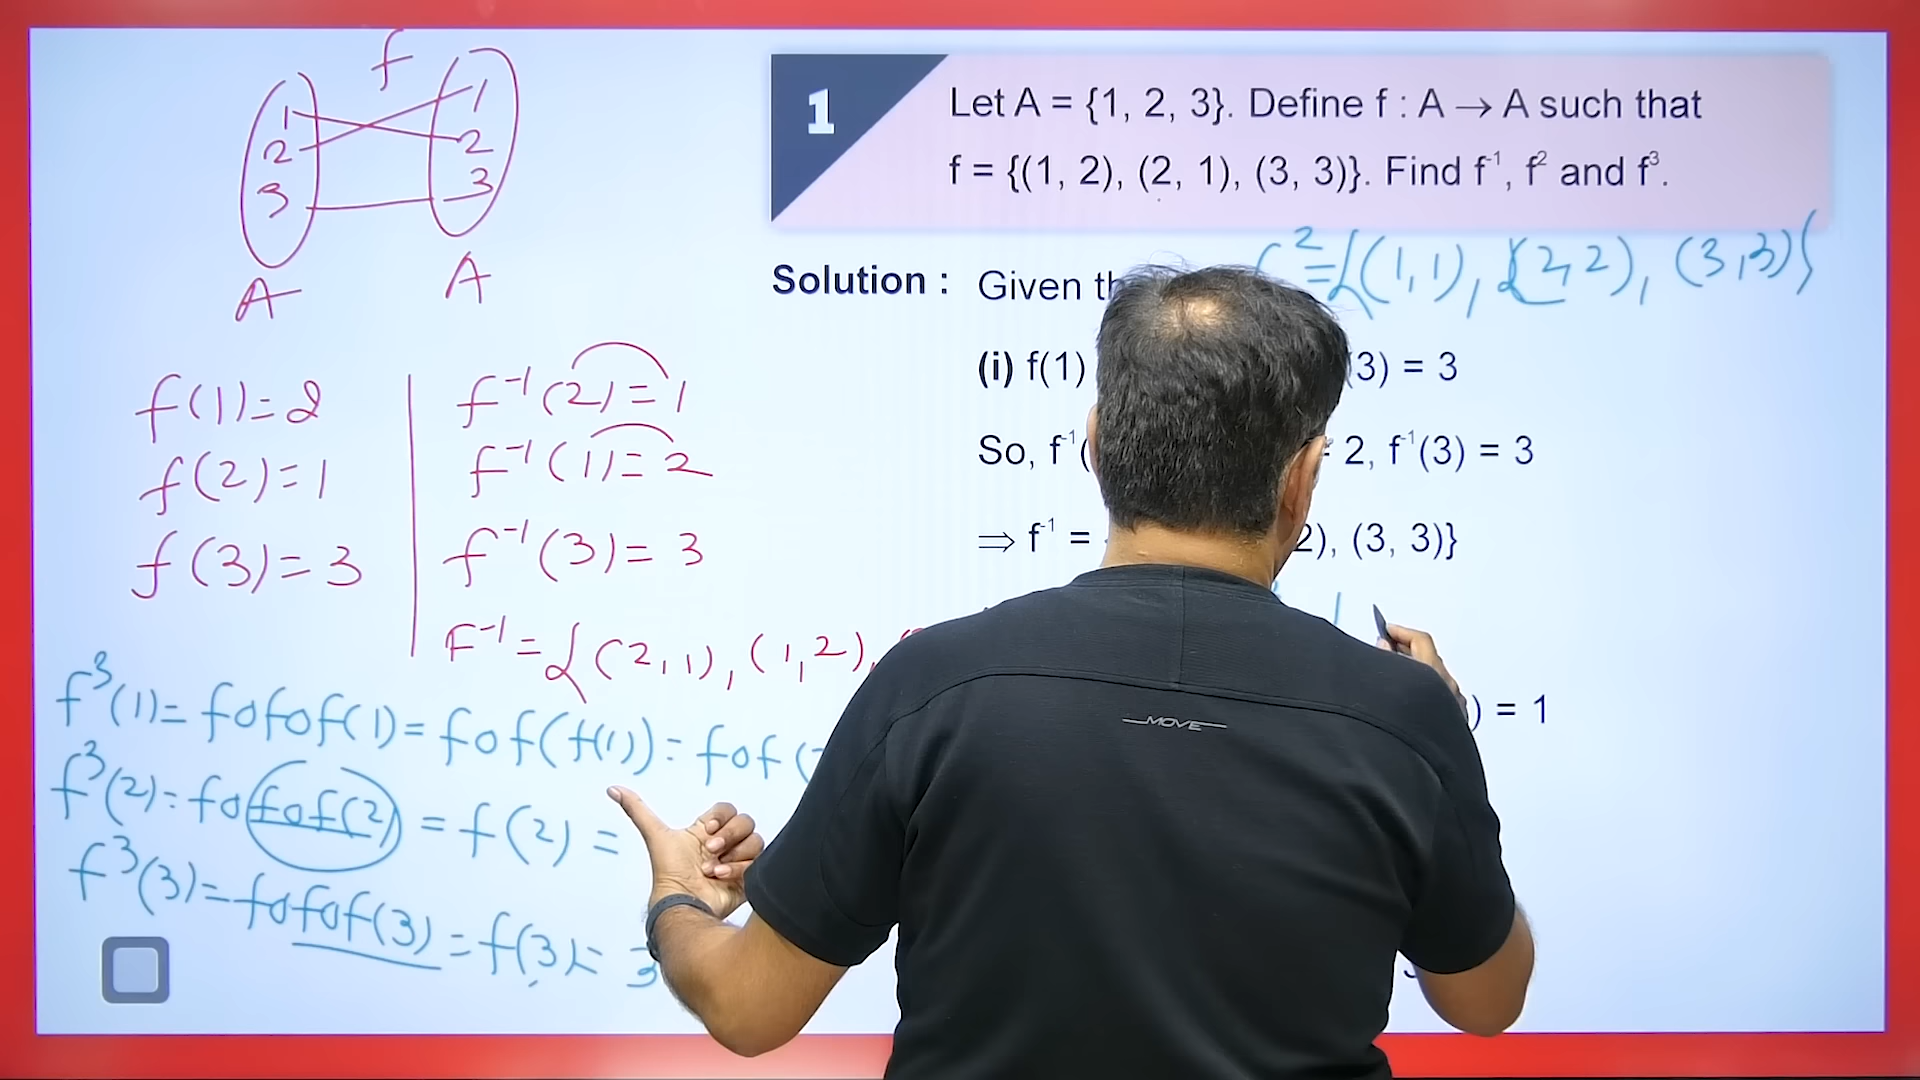 f
1
2
3
1
2
3
A
A
1
Let A = {1, 2, 3}. Define f : A → A such that
f = {(1, 2), (2, 1), (3, 3)}. Find f⁻¹, f² and f³.
² = {(1,1), (2,2), (3,3)}
Solution : Given
(i) f(1) (3) = 3
So, f⁻¹( 2, f⁻¹(3) = 3
⇒ f⁻¹ = 2), (3, 3)}
) = 1
f(1) = 2
f(2) = 1
f(3) = 3
f⁻¹(2) = 1
f⁻¹(1) = 2
f⁻¹(3) = 3
F⁻¹ = {(2,1), (1,2),
f³(1) = fofof(1) = fof(f(1)) = fof(
f³(2) = fofof(2) = f(2) =
f³(3) = fofof(3) = f(3) = 3
MOVE